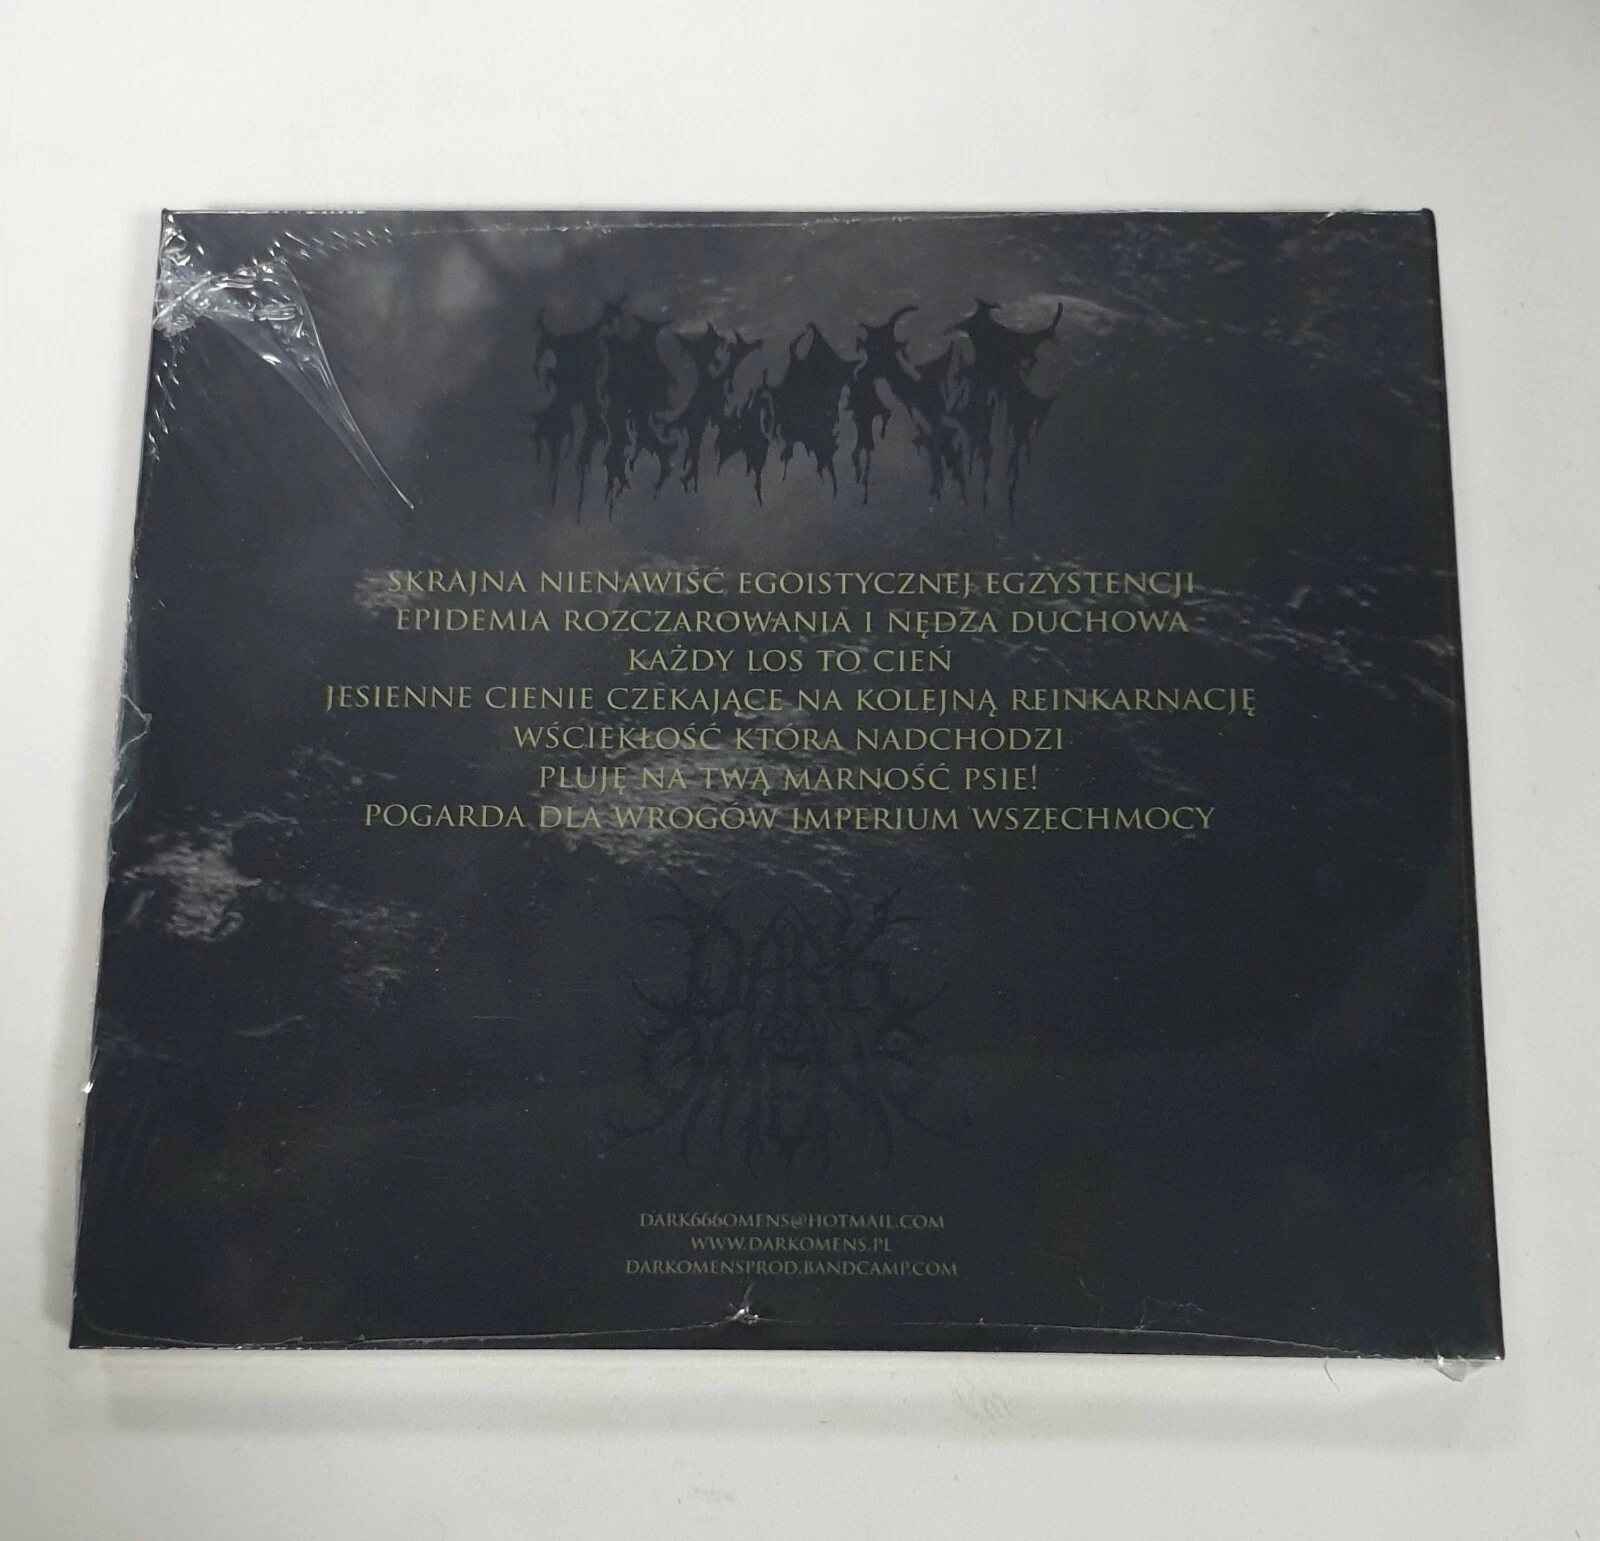 SKRAJNA NIENAWIŚĆ EGOISTYCZNEJ EGZYSTENCJI
EPIDEMIA ROZCZAROWANIA I NĘDZA DUCHOWA
KAŻDY LOS TO CIEŃ
JESIENNE CIENIE CZEKAJĄCE NA KOLEJNĄ REINKARNACJĘ
WŚCIEKŁOŚĆ KTÓRA NADCHODZI
PLUJĘ NA TWĄ MARNOŚĆ PSIE!
POGARDA DLA WROGÓW IMPERIUM WSZECHMOCY
DARK
OMENS
DARK666OMENS@HOTMAIL.COM
WWW.DARKOMENS.PL
DARKOMENSPROD.BANDCAMP.COM